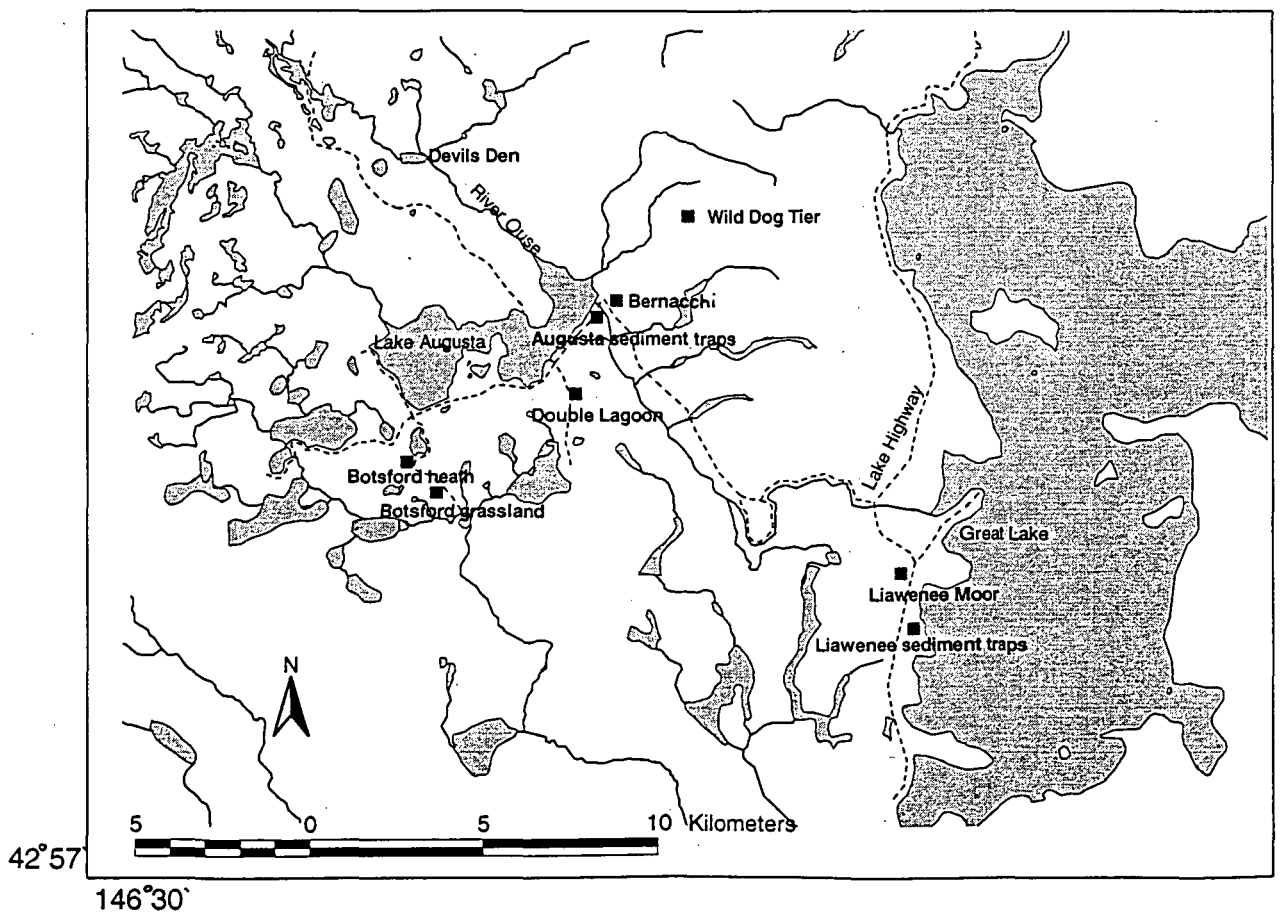 Devils Den
River Ouse
Wild Dog Tier
Bernacchi
Lake Augusta
Augusta sediment traps
Double Lagoon
Lake Highway
Botsford heath
Botsford grassland
Great Lake
Liawenee Moor
Liawenee sediment traps
N
5 0 5 10 Kilometers
42°57'
146°30'